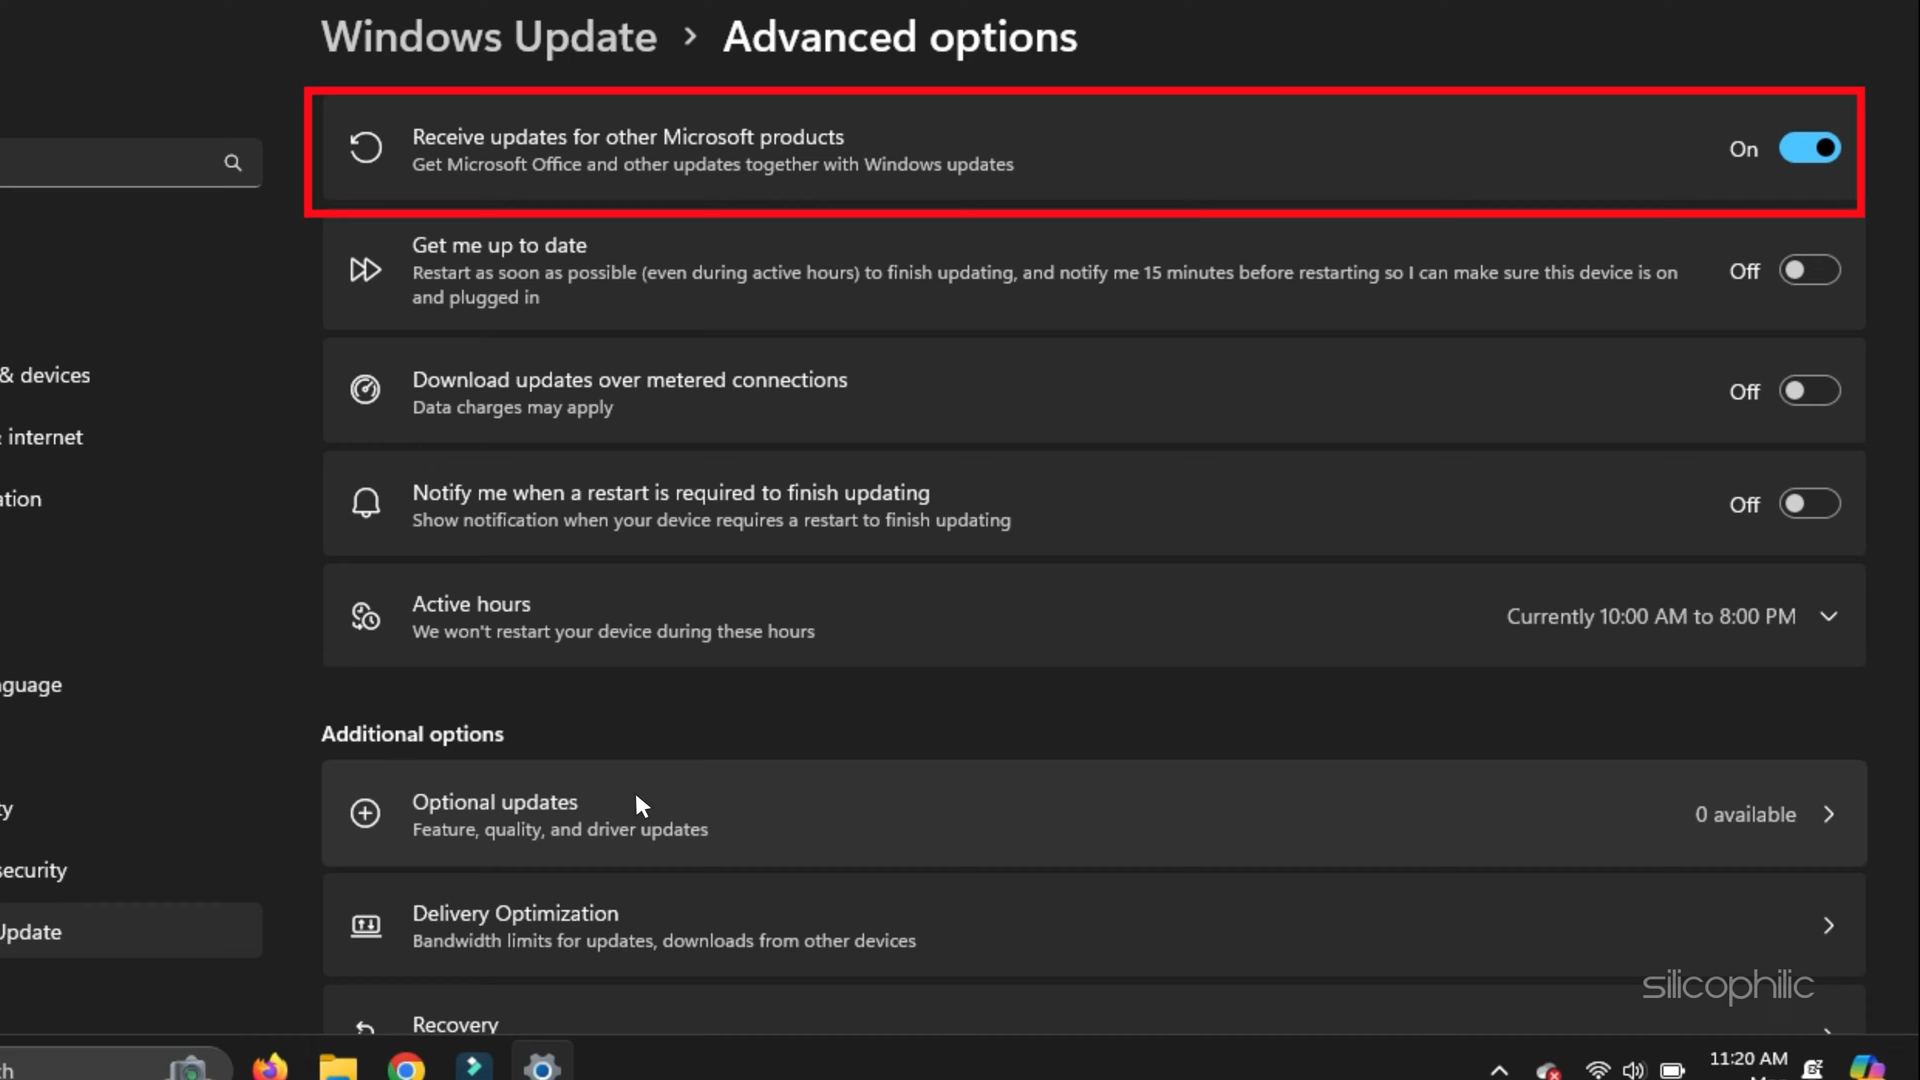 Windows Update > Advanced options
Receive updates for other Microsoft products
Get Microsoft Office and other updates together with Windows updates
On
Get me up to date
Restart as soon as possible (even during active hours) to finish updating, and notify me 15 minutes before restarting so I can make sure this device is on
and plugged in
Off
Download updates over metered connections
Data charges may apply
Off
Notify me when a restart is required to finish updating
Show notification when your device requires a restart to finish updating
Off
Active hours
We won't restart your device during these hours
Currently 10:00 AM to 8:00 PM
Additional options
Optional updates
Feature, quality, and driver updates
0 available
Delivery Optimization
Bandwidth limits for updates, downloads from other devices
Recovery
& devices
internet
ation
nguage
ty
security
Update
silicophilic
th
11:20 AM